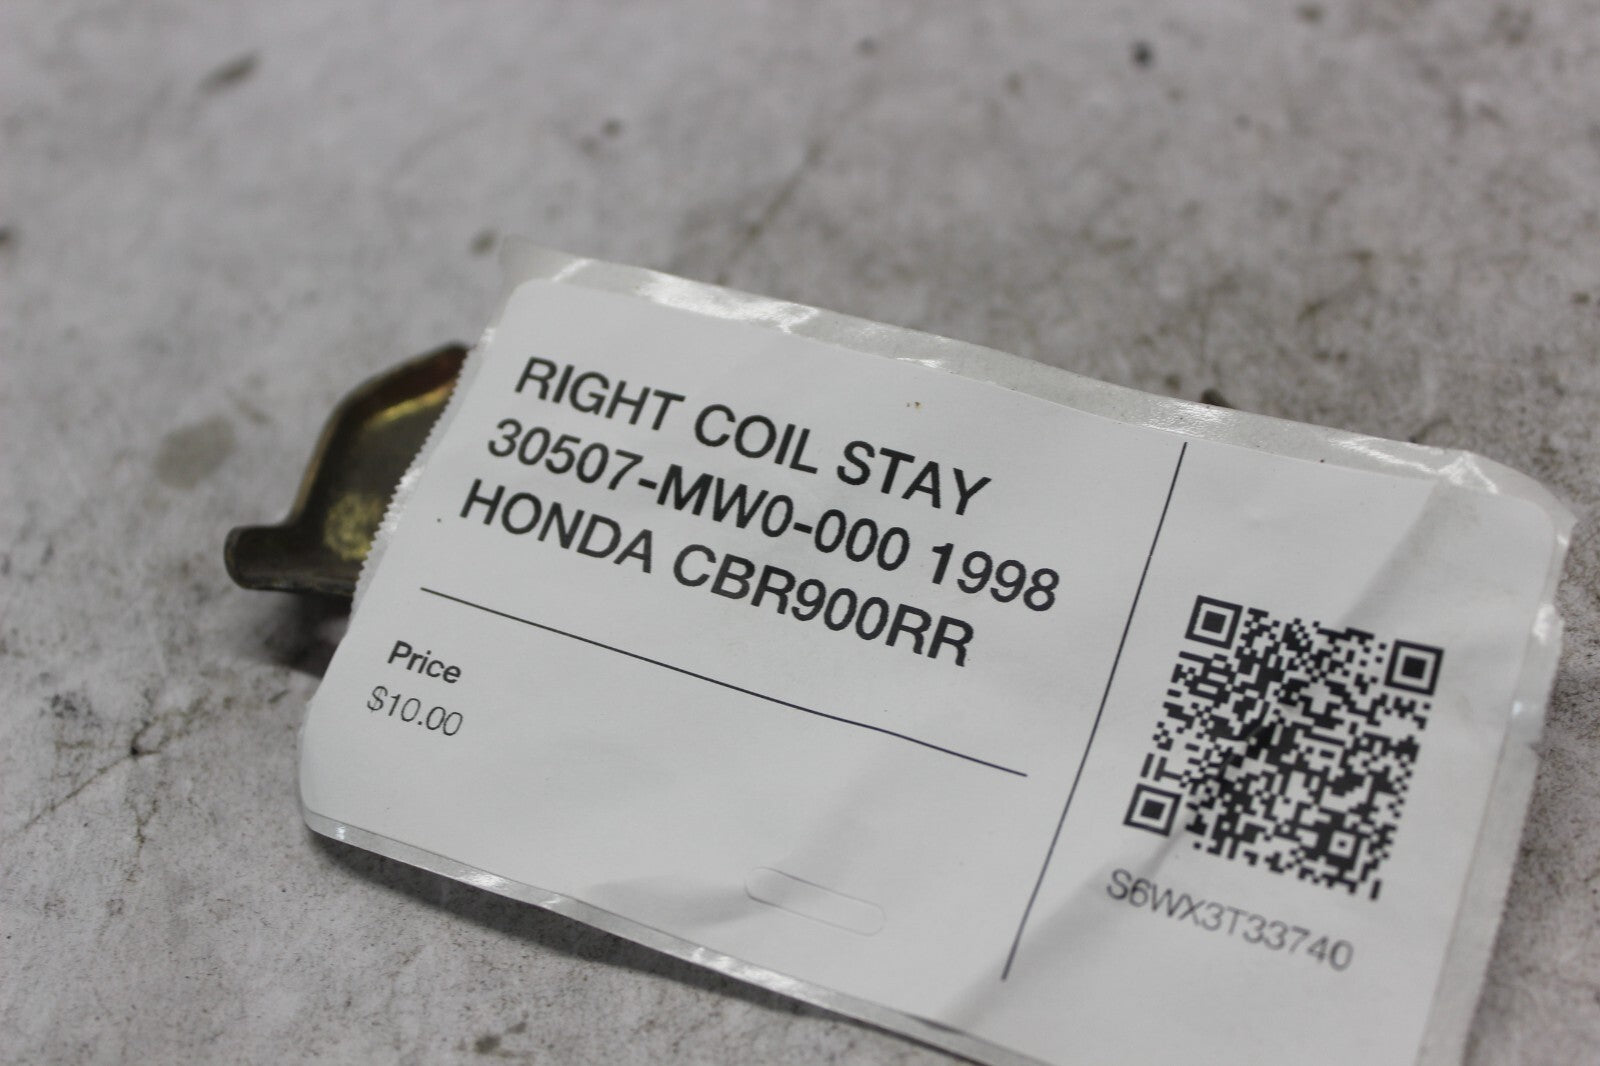 RIGHT COIL STAY
30507-MW0-000 1998
HONDA CBR900RR
Price
$10.00
S6WX3T33740